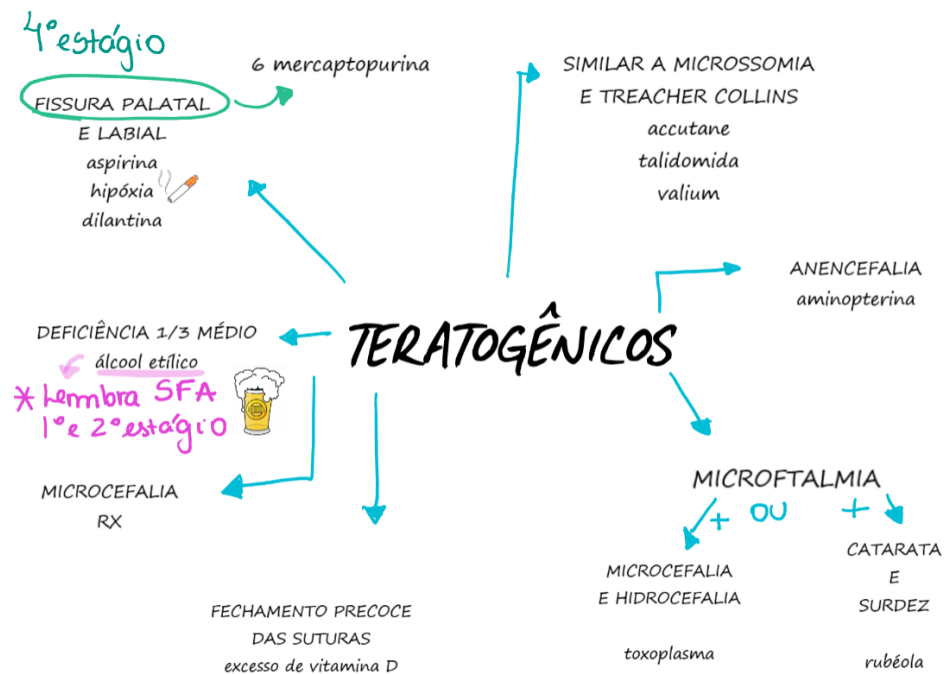 4º estágio
FISSURA PALATAL
E LABIAL
aspirina
hipóxia
dilantina
6 mercaptopurina
SIMILAR A MICROSSOMIA
E TREACHER COLLINS
accutane
talidomida
valium
ANENCEFALIA
aminopterina
TERATOGÊNICOS
DEFICIÊNCIA 1/3 MÉDIO
álcool etílico
* Lembra SFA
1º e 2º estágio
MICROCEFALIA
RX
FECHAMENTO PRECOCE
DAS SUTURAS
excesso de vitamina D
MICROFTALMIA
+ OU +
MICROCEFALIA
E HIDROCEFALIA
toxoplasma
CATARATA
E
SURDEZ
rubéola